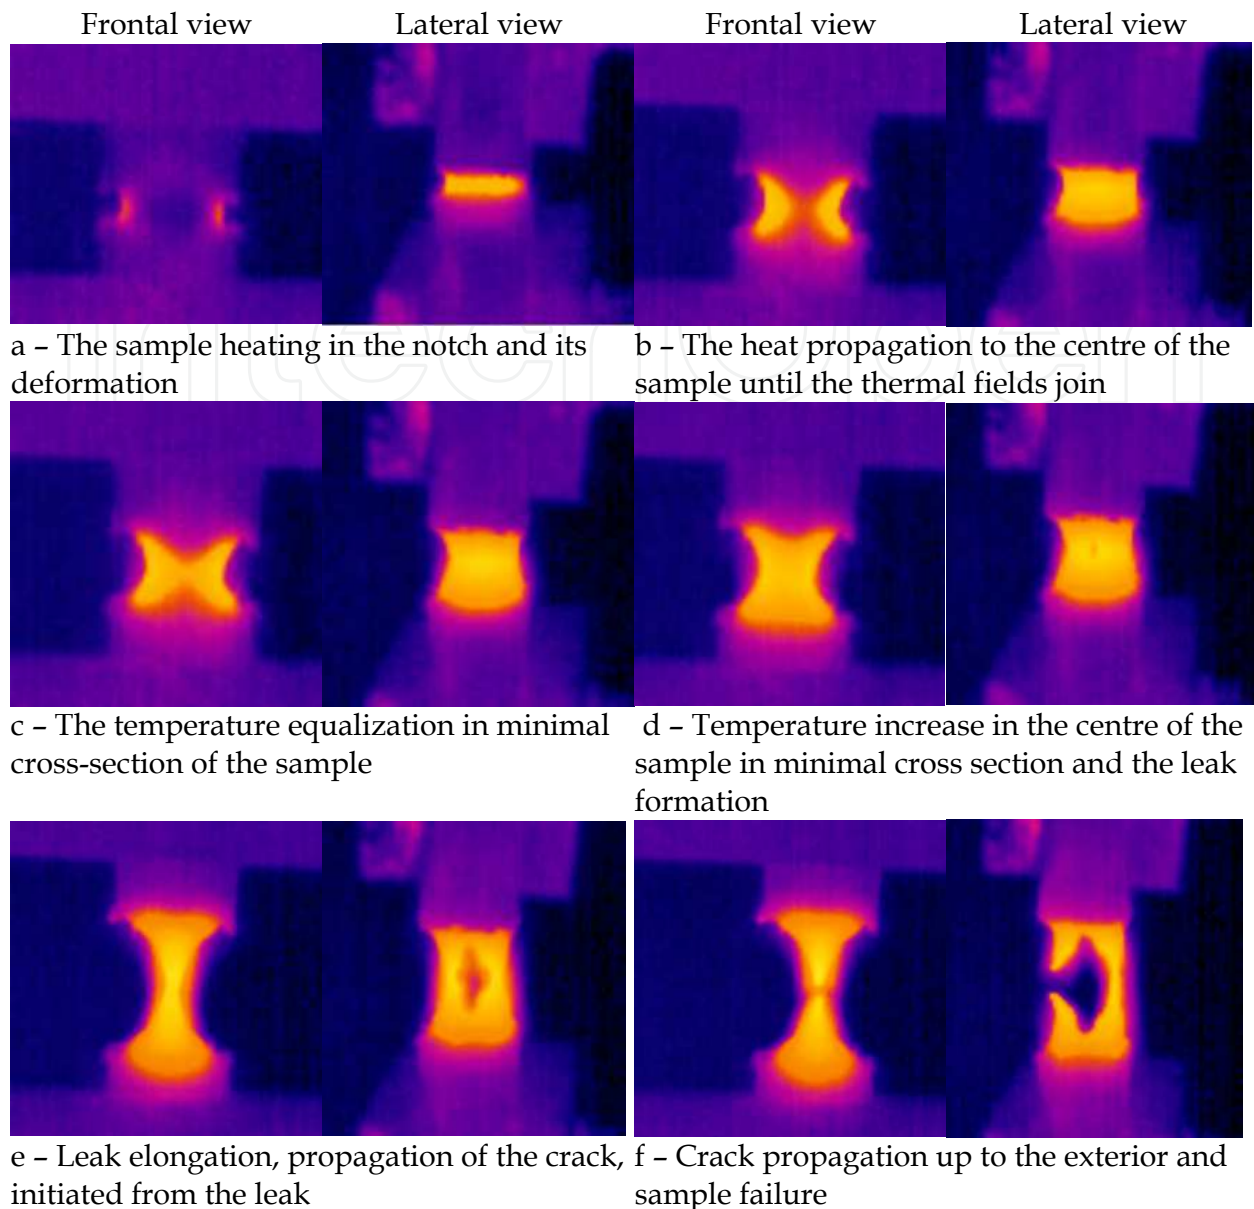 Frontal view
Lateral view
Frontal view
Lateral view
intechopen
a – The sample heating in the notch and its
deformation
b – The heat propagation to the centre of the
sample until the thermal fields join
c – The temperature equalization in minimal
cross-section of the sample
d – Temperature increase in the centre of the
sample in minimal cross section and the leak
formation
e – Leak elongation, propagation of the crack,
initiated from the leak
f – Crack propagation up to the exterior and
sample failure